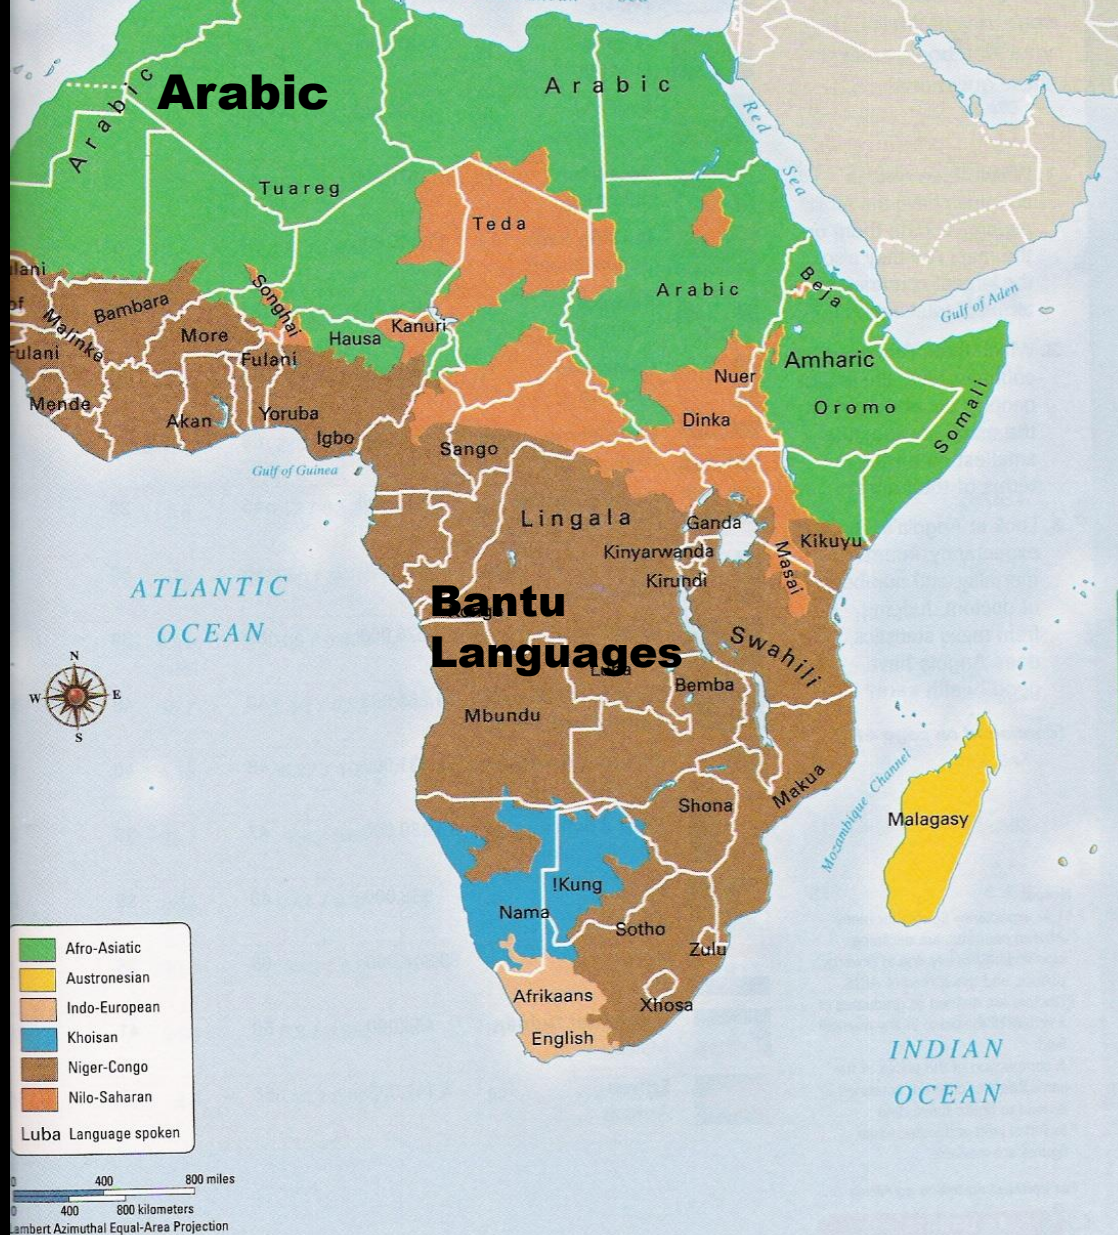 Arabic
Arabic
Arabic
Red
Sea
Tuareg
Teda
Arabic
Beja
Gulf of Aden
lani
of
Bambara
Songhai
Malinke
More
Hausa
Kanuri
Fulani
Fulani
Nuer
Amharic
Oromo
Somali
Mende
Akan
Yoruba
Igbo
Dinka
Sango
Gulf of Guinea
Lingala
Ganda
Kinyarwanda
Kikuyu
Kirundi
Masai
ATLANTIC
OCEAN
Bantu
Languages
Luba
Swahili
Bemba
Mbundu
N
W
E
S
Makua
Shona
Mozambique Channel
Malagasy
!Kung
Nama
Sotho
Zulu
Afrikaans
Xhosa
English
INDIAN
OCEAN
Afro-Asiatic
Austronesian
Indo-European
Khoisan
Niger-Congo
Nilo-Saharan
Luba Language spoken
0 400 800 miles
0 400 800 kilometers
Lambert Azimuthal Equal-Area Projection